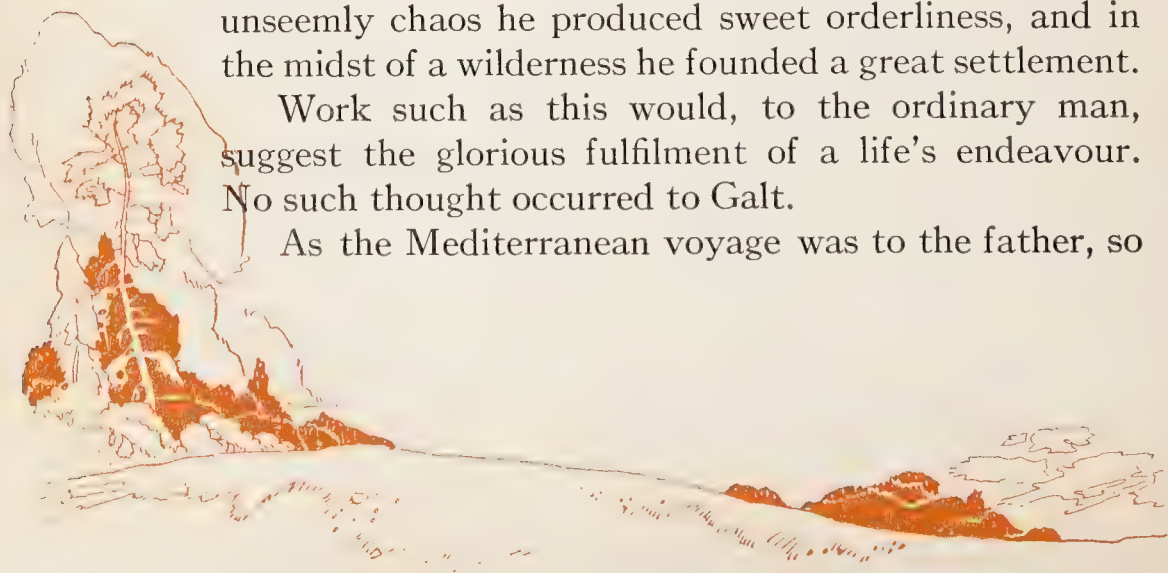 unseemly chaos he produced sweet orderliness, and in
the midst of a wilderness he founded a great settlement.
Work such as this would, to the ordinary man,
suggest the glorious fulfilment of a life's endeavour.
No such thought occurred to Galt.
As the Mediterranean voyage was to the father, so